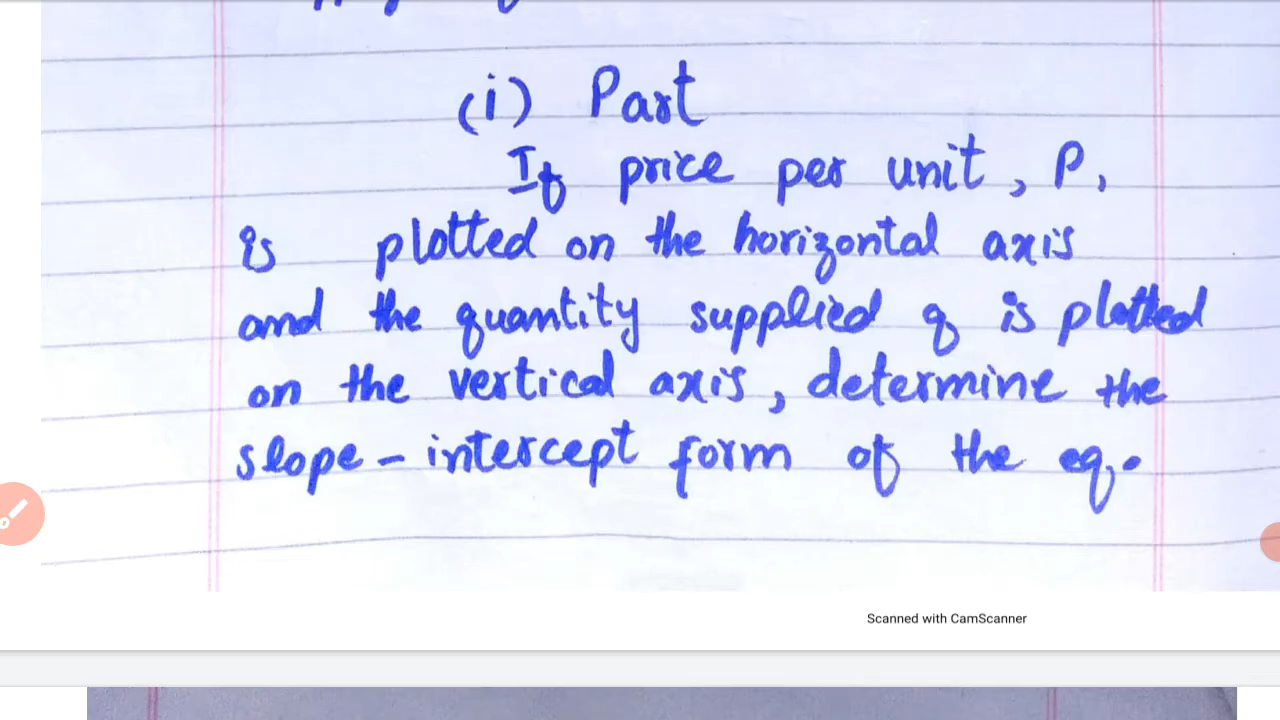 (i) Part
If price per unit, P,
is plotted on the horizontal axis
and the quantity supplied q is plotted
on the vertical axis, determine the
slope-intercept form of the eq.
Scanned with CamScanner